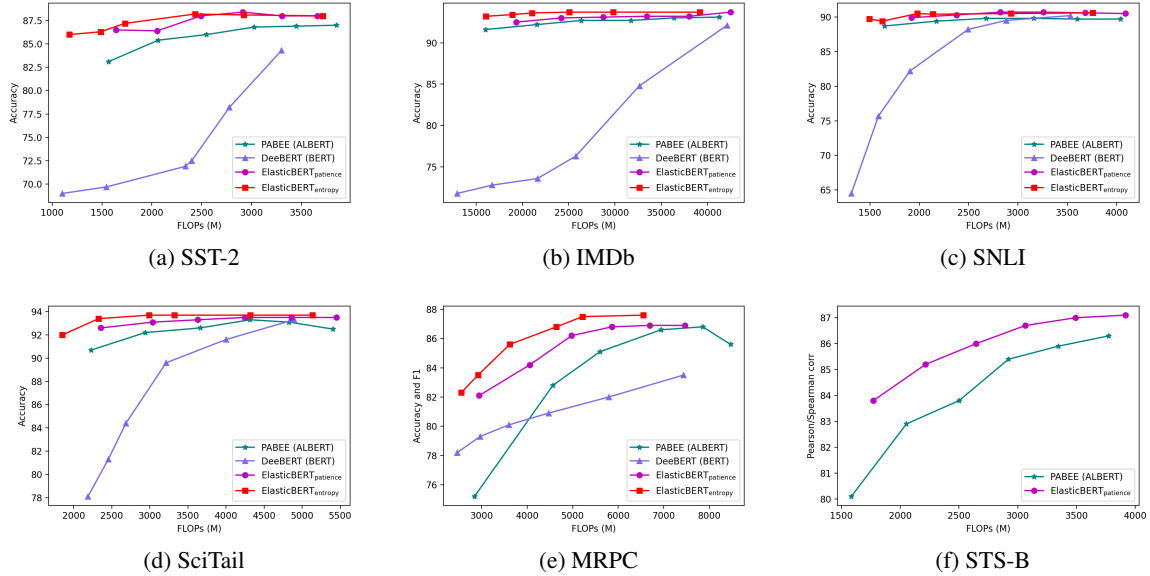 87.5
85.0
82.5
80.0
77.5
75.0
72.5
70.0
Accuracy
1000 1500 2000 2500 3000 3500
FLOPs (M)
PABEE (ALBERT)
DeeBERT (BERT)
ElasticBERTpatience
ElasticBERTentropy
(a) SST-2
90
85
80
75
Accuracy
15000 20000 25000 30000 35000 40000
FLOPs (M)
PABEE (ALBERT)
DeeBERT (BERT)
ElasticBERTpatience
ElasticBERTentropy
(b) IMDb
90
85
80
75
70
65
Accuracy
1500 2000 2500 3000 3500 4000
FLOPs (M)
PABEE (ALBERT)
DeeBERT (BERT)
ElasticBERTpatience
ElasticBERTentropy
(c) SNLI
94
92
90
88
86
84
82
80
78
Accuracy
2000 2500 3000 3500 4000 4500 5000 5500
FLOPs (M)
PABEE (ALBERT)
DeeBERT (BERT)
ElasticBERTpatience
ElasticBERTentropy
(d) SciTail
88
86
84
82
80
78
76
Accuracy and F1
3000 4000 5000 6000 7000 8000
FLOPs (M)
PABEE (ALBERT)
DeeBERT (BERT)
ElasticBERTpatience
ElasticBERTentropy
(e) MRPC
87
86
85
84
83
82
81
80
Pearson/Spearman corr
1500 2000 2500 3000 3500 4000
FLOPs (M)
PABEE (ALBERT)
ElasticBERTpatience
(f) STS-B